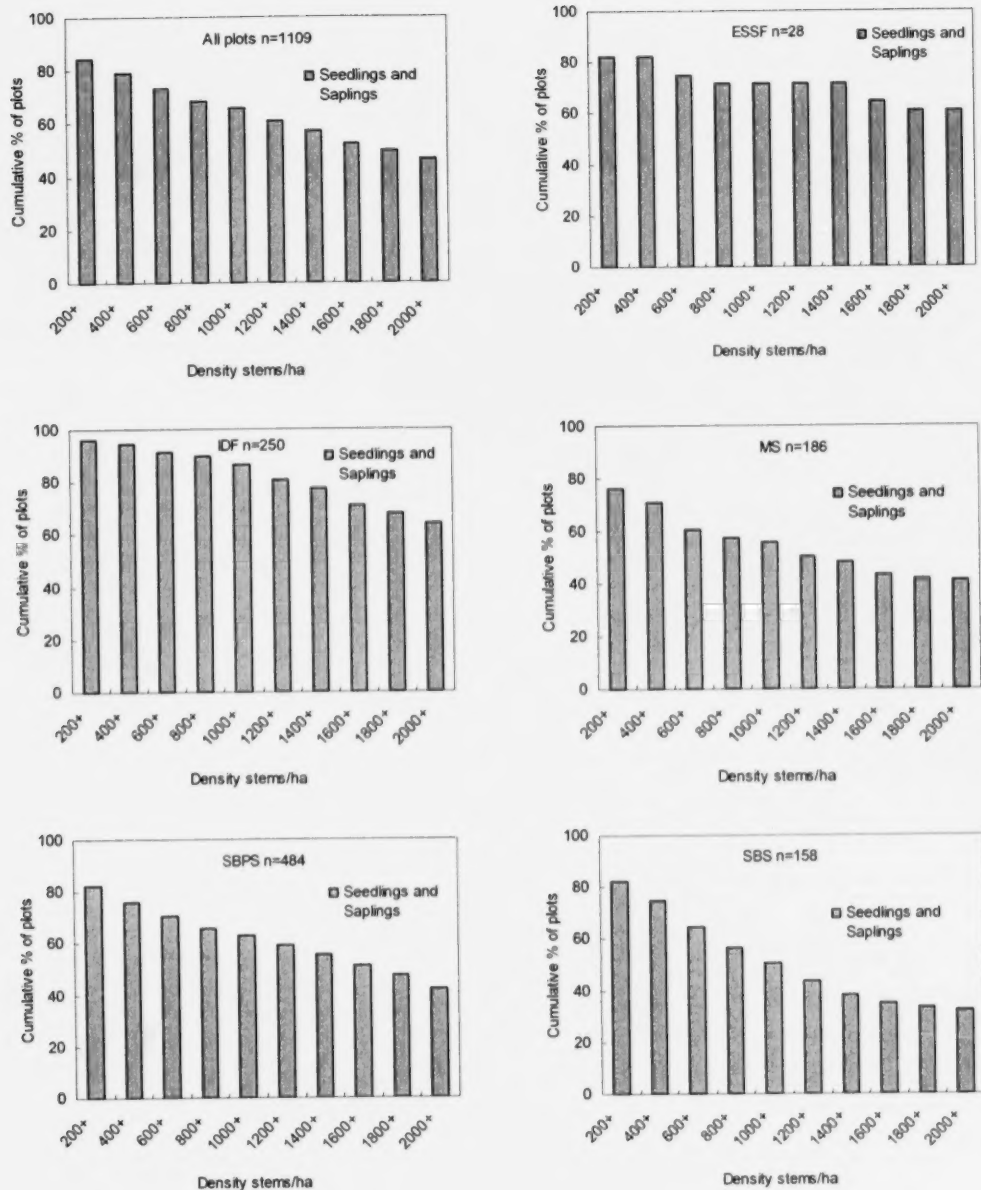 All plots n=1109
Seedlings and
Saplings
Cumulative % of plots
100
80
60
40
20
0
200+ 400+ 600+ 800+ 1000+ 1200+ 1400+ 1600+ 1800+ 2000+
Density stems/ha
ESSF n=28
Seedlings and
Saplings
Cumulative % of plots
100
80
60
40
20
0
200+ 400+ 600+ 800+ 1000+ 1200+ 1400+ 1600+ 1800+ 2000+
Density stems/ha
IDF n=250
Seedlings and
Saplings
Cumulative % of plots
100
80
60
40
20
0
200+ 400+ 600+ 800+ 1000+ 1200+ 1400+ 1600+ 1800+ 2000+
Density stems/ha
MS n=186
Seedlings and
Saplings
Cumulative % of plots
100
80
60
40
20
0
200+ 400+ 600+ 800+ 1000+ 1200+ 1400+ 1600+ 1800+ 2000+
Density stems/ha
SBPS n=484
Seedlings and
Saplings
Cumulative % of plots
100
80
60
40
20
0
200+ 400+ 600+ 800+ 1000+ 1200+ 1400+ 1600+ 1800+ 2000+
Density stems/ha
SBS n=158
Seedlings and
Saplings
Cumulative % of plots
100
80
60
40
20
0
200+ 400+ 600+ 800+ 1000+ 1200+ 1400+ 1600+ 1800+ 2000+
Density stems/ha